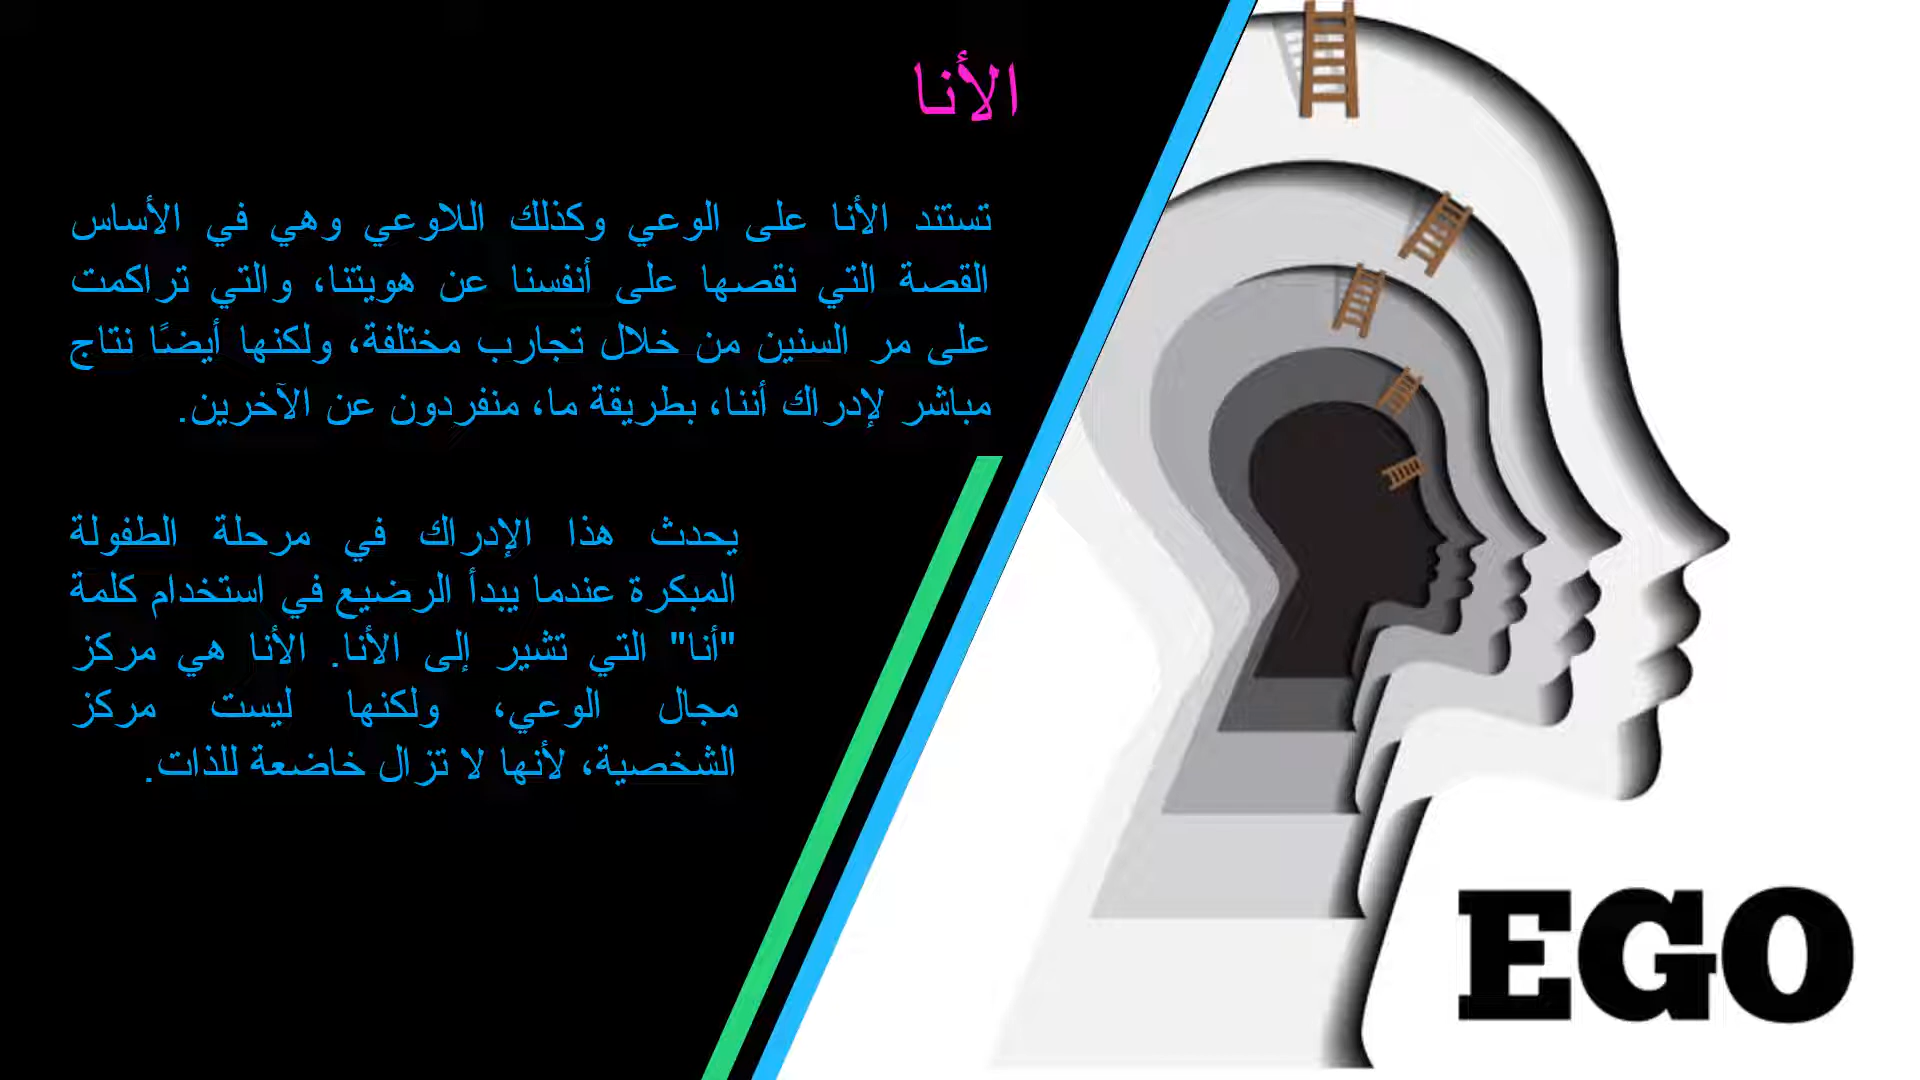 الأنا
تستند الأنا على الوعي وكذلك اللاوعي وهي في الأساس
القصة التي نقصها على أنفسنا عن هويتنا، والتي تراكمت
على مر السنين من خلال تجارب مختلفة، ولكنها أيضًا نتاج
مباشر لإدراك أننا، بطريقة ما، منفردون عن الآخرين.
يحدث هذا الإدراك في مرحلة الطفولة
المبكرة عندما يبدأ الرضيع في استخدام كلمة
"أنا" التي تشير إلى الأنا. الأنا هي مركز
مجال الوعي، ولكنها ليست مركز
الشخصية، لأنها لا تزال خاضعة للذات.
EGO